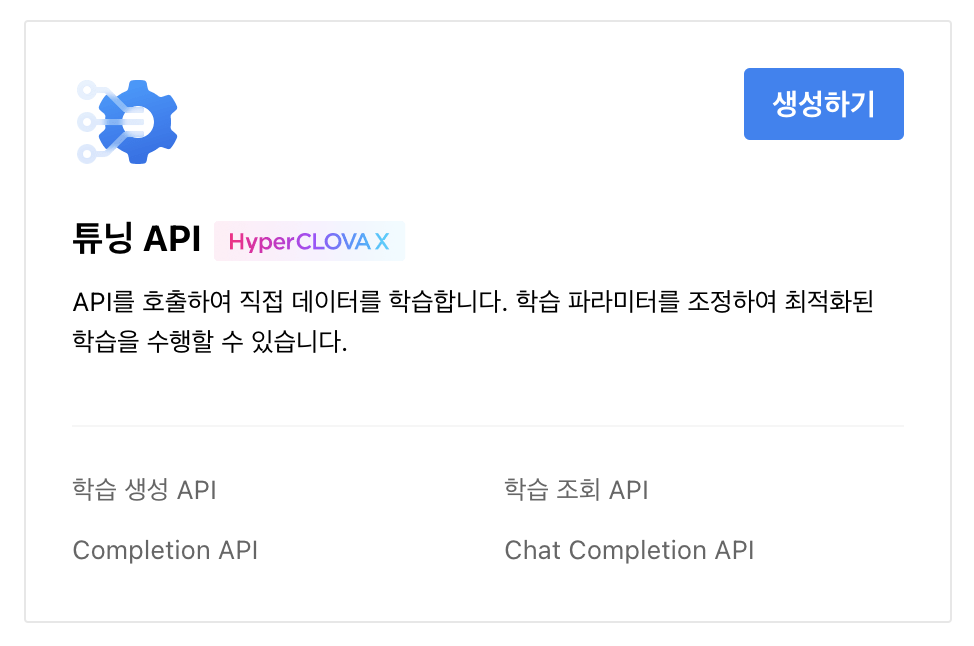 생성하기
튜닝 API HyperCLOVA X
API를 호출하여 직접 데이터를 학습합니다. 학습 파라미터를 조정하여 최적화된
학습을 수행할 수 있습니다.
학습 생성 API
학습 조회 API
Completion API
Chat Completion API